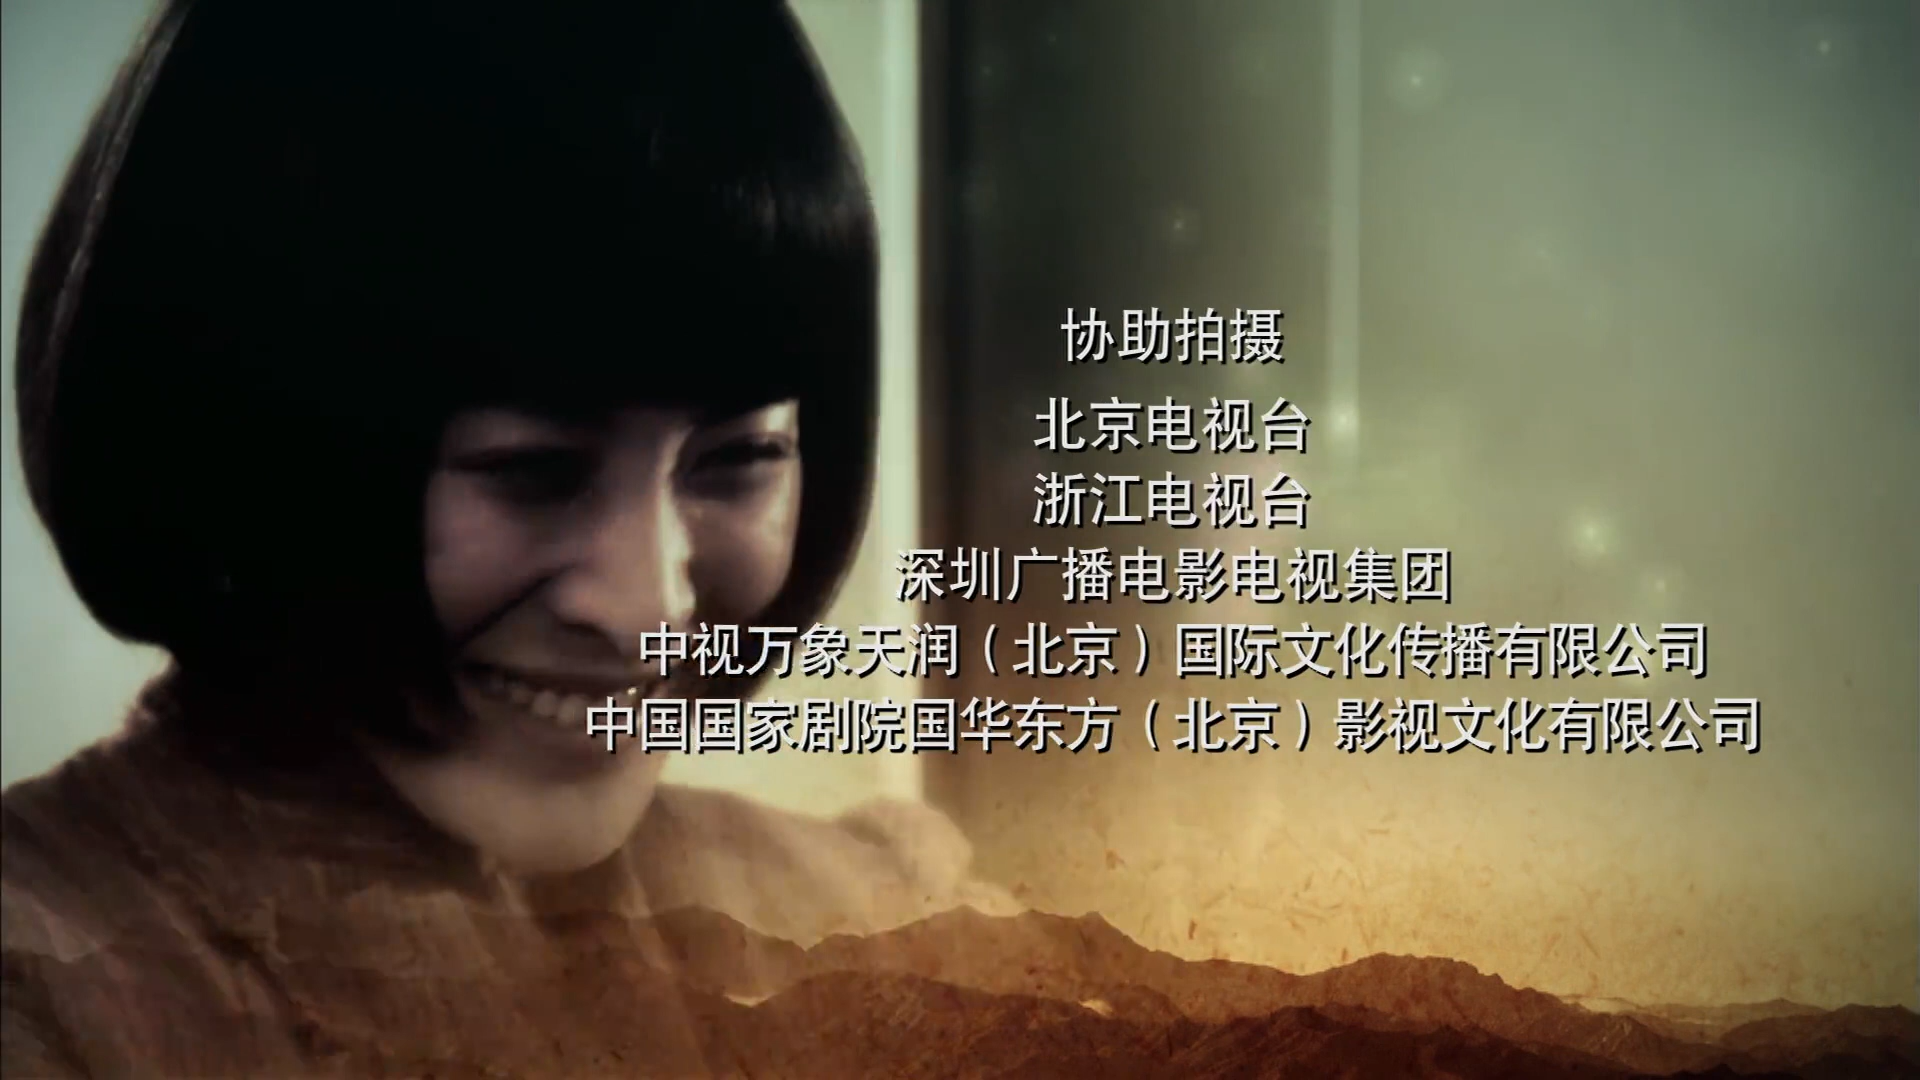 协助拍摄
北京电视台
浙江电视台
深圳广播电影电视集团
中视万象天润（北京）国际文化传播有限公司
中国国家剧院国华东方（北京）影视文化有限公司